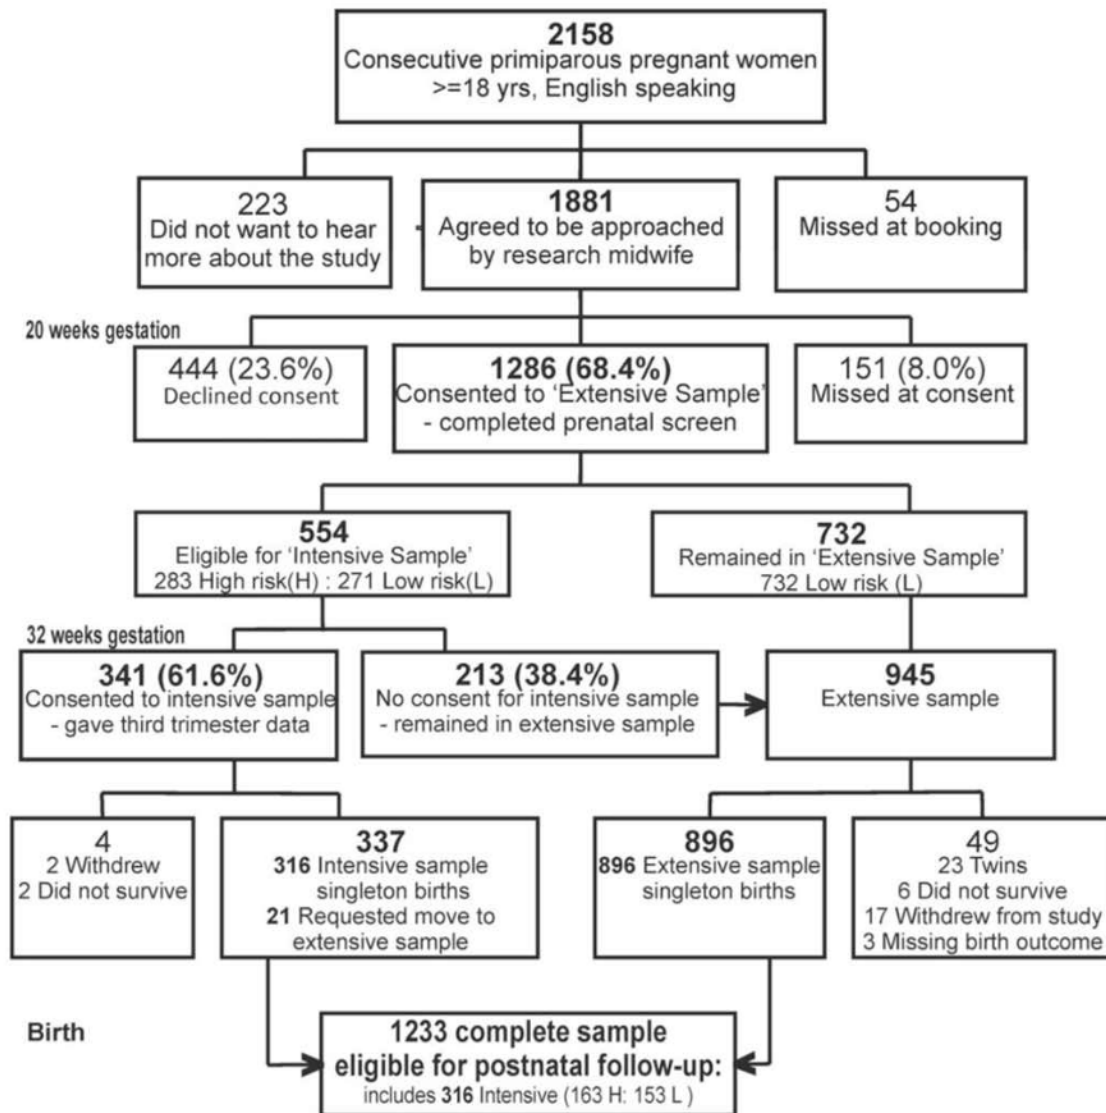 2158
Consecutive primiparous pregnant women
>=18 yrs, English speaking
223
Did not want to hear
more about the study
1881
Agreed to be approached
by research midwife
54
Missed at booking
20 weeks gestation
444 (23.6%)
Declined consent
1286 (68.4%)
Consented to ‘Extensive Sample’
- completed prenatal screen
151 (8.0%)
Missed at consent
554
Eligible for ‘Intensive Sample’
283 High risk(H) : 271 Low risk(L)
732
Remained in ‘Extensive Sample’
732 Low risk (L)
32 weeks gestation
341 (61.6%)
Consented to intensive sample
- gave third trimester data
213 (38.4%)
No consent for intensive sample
- remained in extensive sample
945
Extensive sample
4
2 Withdrew
2 Did not survive
337
316 Intensive sample
singleton births
21 Requested move to
extensive sample
896
896 Extensive sample
singleton births
49
23 Twins
6 Did not survive
17 Withdrew from study
3 Missing birth outcome
Birth
1233 complete sample
eligible for postnatal follow-up:
includes 316 Intensive (163 H: 153 L )